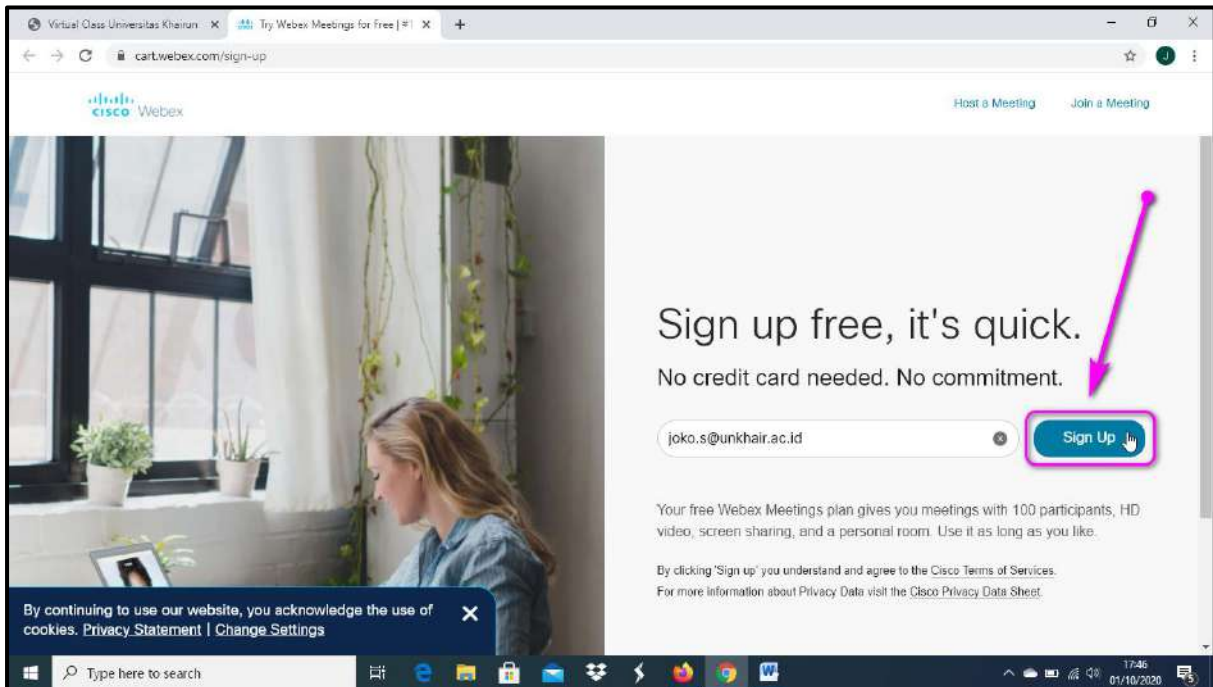 Virtual Class Universitas Khairun
Try Webex Meetings for Free | #1
cart.webex.com/sign-up
J
CISCO Webex
Host a Meeting
Join a Meeting
Sign up free, it's quick.
No credit card needed. No commitment.
joko.s@unkhair.ac.id
Sign Up
Your free Webex Meetings plan gives you meetings with 100 participants, HD
video, screen sharing, and a personal room. Use it as long as you like.
By clicking 'Sign up' you understand and agree to the Cisco Terms of Services.
For more information about Privacy Data visit the Cisco Privacy Data Sheet.
By continuing to use our website, you acknowledge the use of
cookies. Privacy Statement | Change Settings
Type here to search
17:46
01/10/2020
5